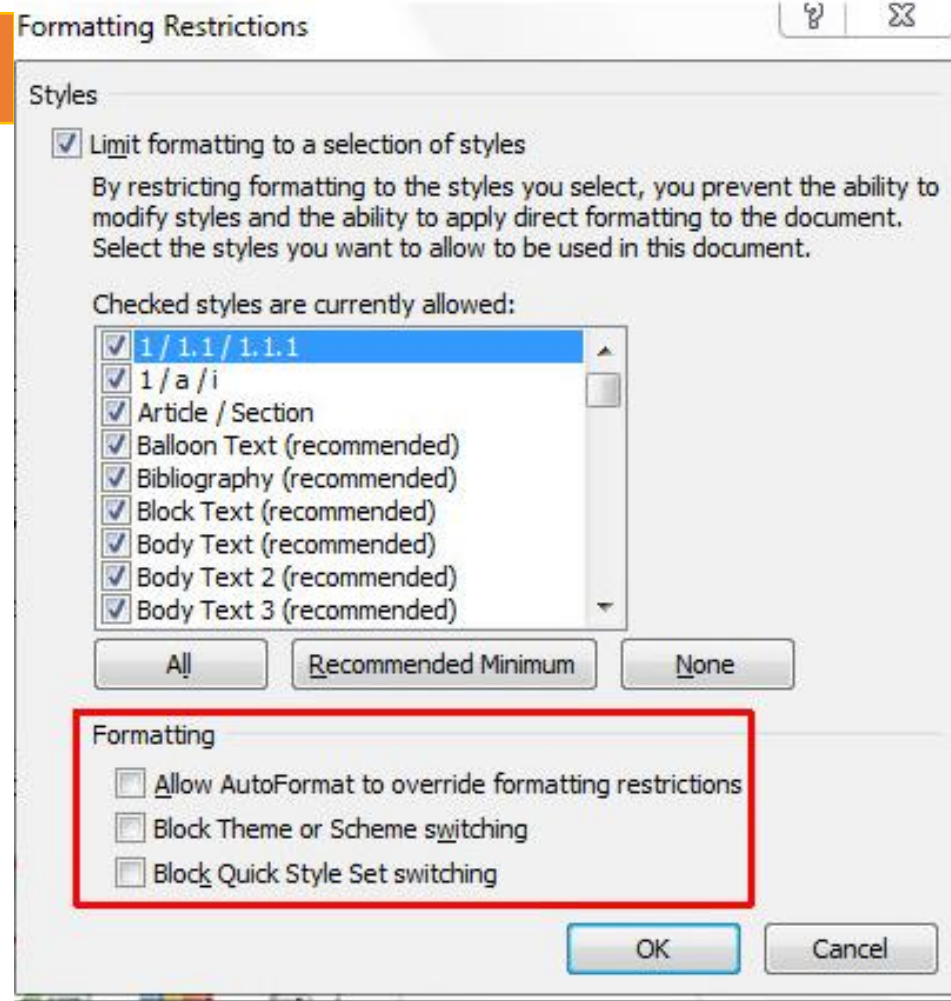 Formatting Restrictions
Styles
Limit formatting to a selection of styles
By restricting formatting to the styles you select, you prevent the ability to
modify styles and the ability to apply direct formatting to the document.
Select the styles you want to allow to be used in this document.
Checked styles are currently allowed:
1 / 1.1 / 1.1.1
1 / a / i
Article / Section
Balloon Text (recommended)
Bibliography (recommended)
Block Text (recommended)
Body Text (recommended)
Body Text 2 (recommended)
Body Text 3 (recommended)
All Recommended Minimum None
Formatting
Allow AutoFormat to override formatting restrictions
Block Theme or Scheme switching
Block Quick Style Set switching
OK Cancel